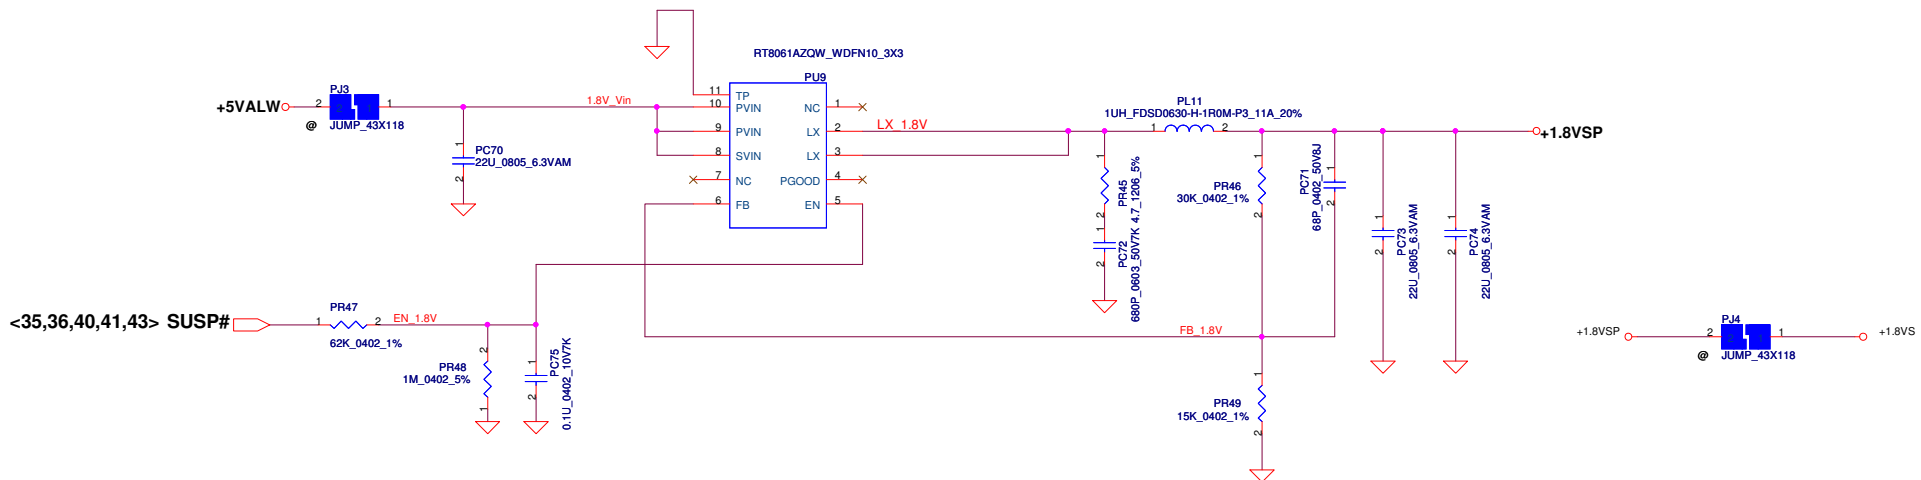 RT8061AZQW_WDFN10_3X3
PU9
+5VALW
2
PJ3
1
@
JUMP_43X118
1.8V_Vin
11
TP
10
PVIN
9
PVIN
8
SVIN
7
NC
6
FB
NC
1
LX
2
LX
3
PGOOD
4
EN
5
LX_1.8V
PL11
1UH_FDSD0630-H-1R0M-P3_11A_20%
1
2
+1.8VSP
1
PC70
22U_0805_6.3VAM
2
1
PR45
4.7_1206_5%
2
1
PC72
680P_0603_50V7K
2
1
PR46
30K_0402_1%
2
1
PC71
68P_0402_50V8J
2
1
PC73
22U_0805_6.3VAM
2
1
PC74
22U_0805_6.3VAM
2
<35,36,40,41,43> SUSP#
PR47
1
2
62K_0402_1%
EN_1.8V
2
PR48
1M_0402_5%
1
1
PC75
0.1U_0402_10V7K
2
FB_1.8V
1
PR49
15K_0402_1%
2
+1.8VSP
2
PJ4
1
+1.8VS
@
JUMP_43X118